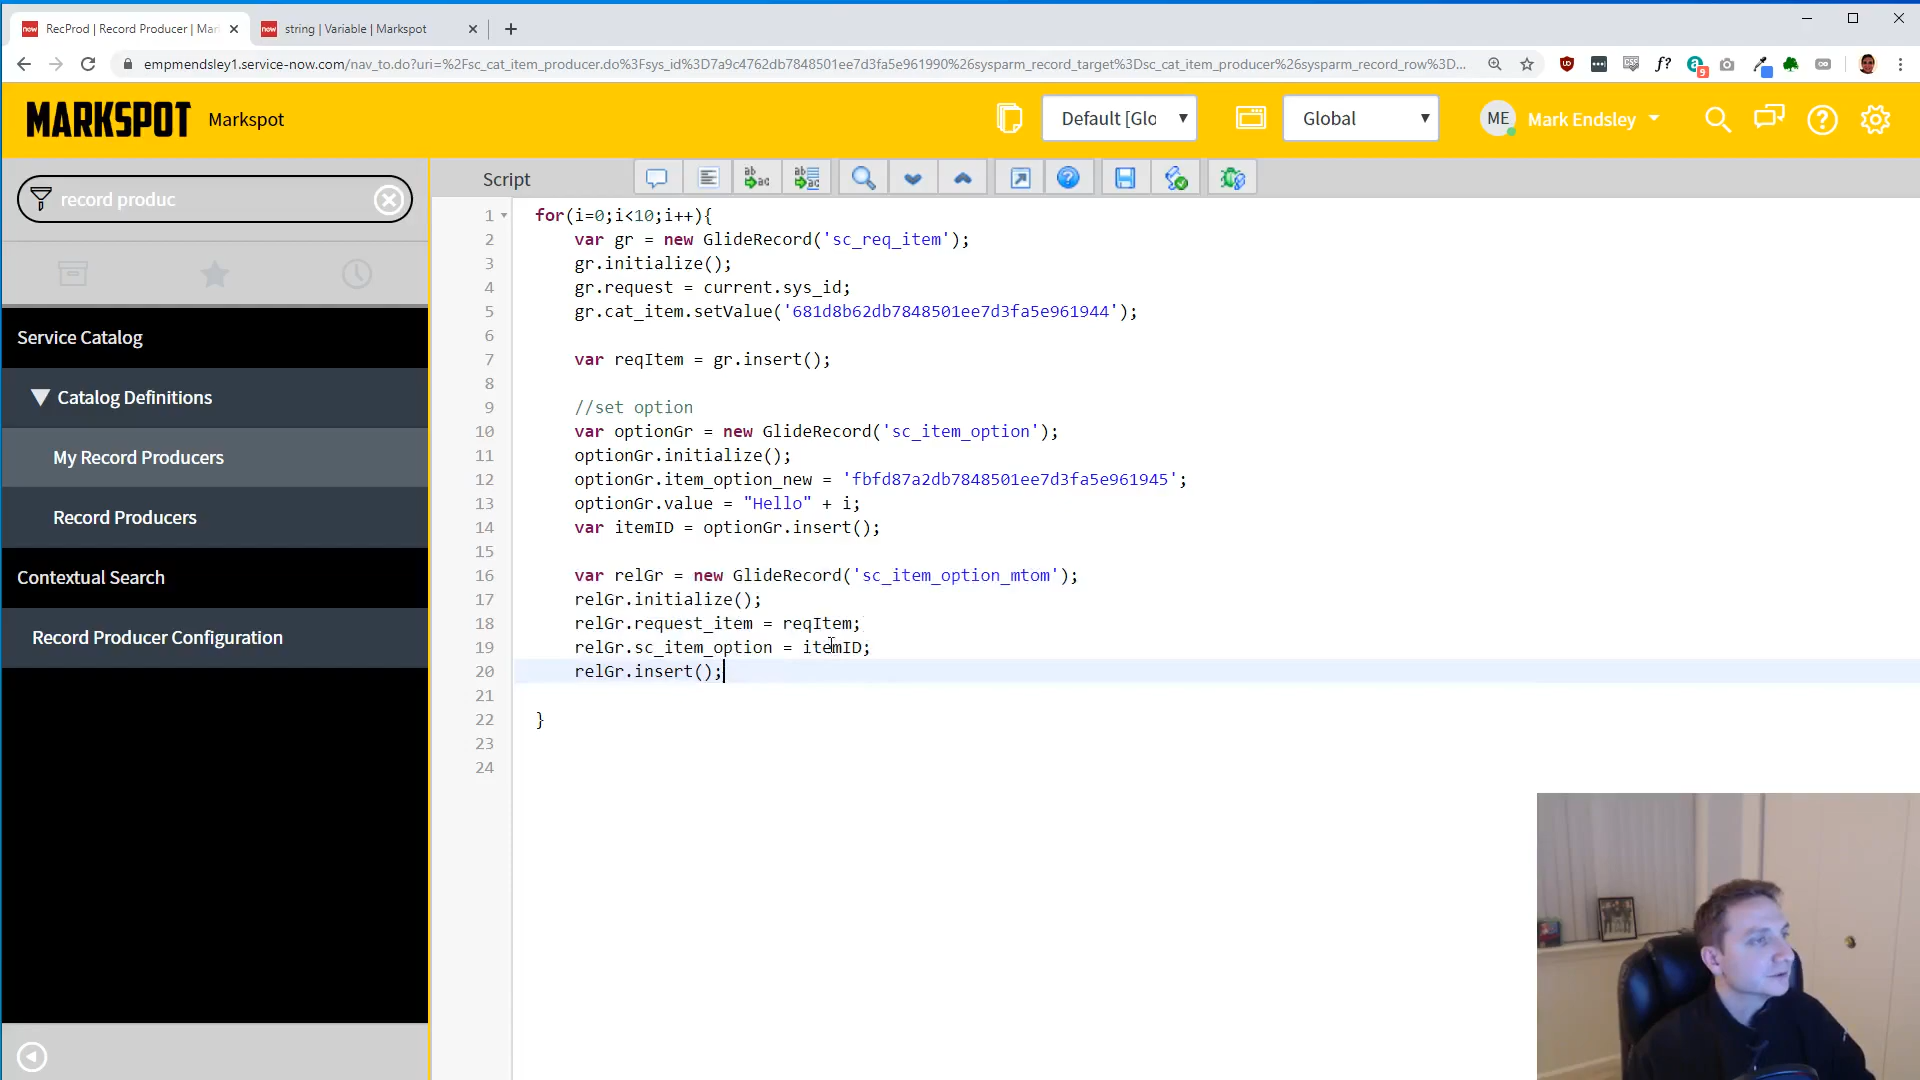 RecProd | Record Producer | Mar
string | Variable | Markspot
empmendsley1.service-now.com/nav_to.do?uri=%2Fsc_cat_item_producer.do%3Fsys_id%3D7a9c4762db7848501ee7d3fa5e961990%26sysparm_record_target%3Dsc_cat_item_producer%26sysparm_record_row%3D...
MARKSPOT
Markspot
Default [Glo
Global
ME
Mark Endsley
record produc
Service Catalog
Catalog Definitions
My Record Producers
Record Producers
Contextual Search
Record Producer Configuration
Script
1 for(i=0;i<10;i++){
2 var gr = new GlideRecord('sc_req_item');
3 gr.initialize();
4 gr.request = current.sys_id;
5 gr.cat_item.setValue('681d8b62db7848501ee7d3fa5e961944');
6
7 var reqItem = gr.insert();
8
9 //set option
10 var optionGr = new GlideRecord('sc_item_option');
11 optionGr.initialize();
12 optionGr.item_option_new = 'fbfd87a2db7848501ee7d3fa5e961945';
13 optionGr.value = "Hello" + i;
14 var itemID = optionGr.insert();
15
16 var relGr = new GlideRecord('sc_item_option_mtom');
17 relGr.initialize();
18 relGr.request_item = reqItem;
19 relGr.sc_item_option = itemID;
20 relGr.insert();
21
22 }
23
24